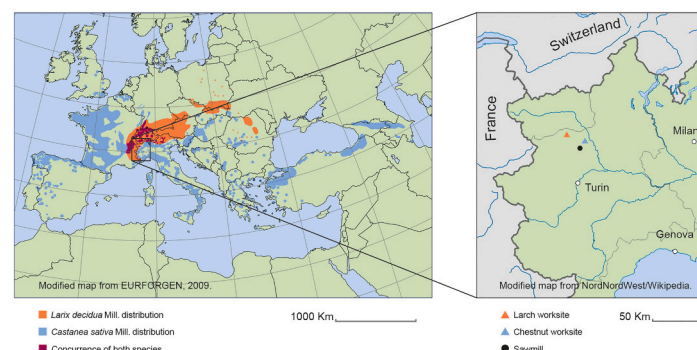 Switzerland
France
Milan
Turin
Genova
Modified map from EURFORGEN, 2009.
Modified map from NordNordWest/Wikipedia.
Larix decidua Mill. distribution
Castanea sativa Mill. distribution
Concurrence of both species
1000 Km
Larch worksite
Chestnut worksite
Sawmill
50 Km